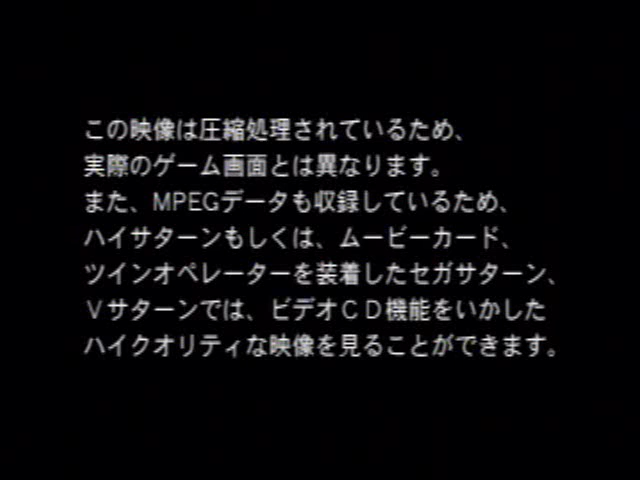 この映像は圧縮処理されているため、
実際のゲーム画面とは異なります。
また、MPEGデータも収録しているため、
ハイサターンもしくは、ムービーカード、
ツインオペレーターを装着したセガサターン、
Ｖサターンでは、ビデオＣＤ機能をいかした
ハイクオリティな映像を見ることができます。